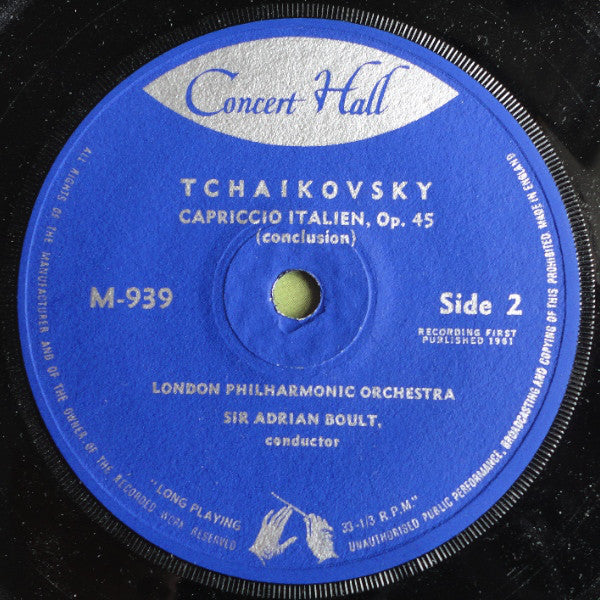 Concert Hall
TCHAIKOVSKY
CAPRICCIO ITALIEN, Op. 45
(conclusion)
M-939
Side 2
RECORDING FIRST
PUBLISHED 1961
LONDON PHILHARMONIC ORCHESTRA
SIR ADRIAN BOULT,
conductor
"LONG PLAYING
33-1/3 R.P.M"
ALL RIGHTS OF THE MANUFACTURER AND OF THE OWNER OF THE RECORDED WORK RESERVED
UNAUTHORISED PUBLIC PERFORMANCE, BROADCASTING AND COPYING OF THIS PROHIBITED MADE IN ENGLAND